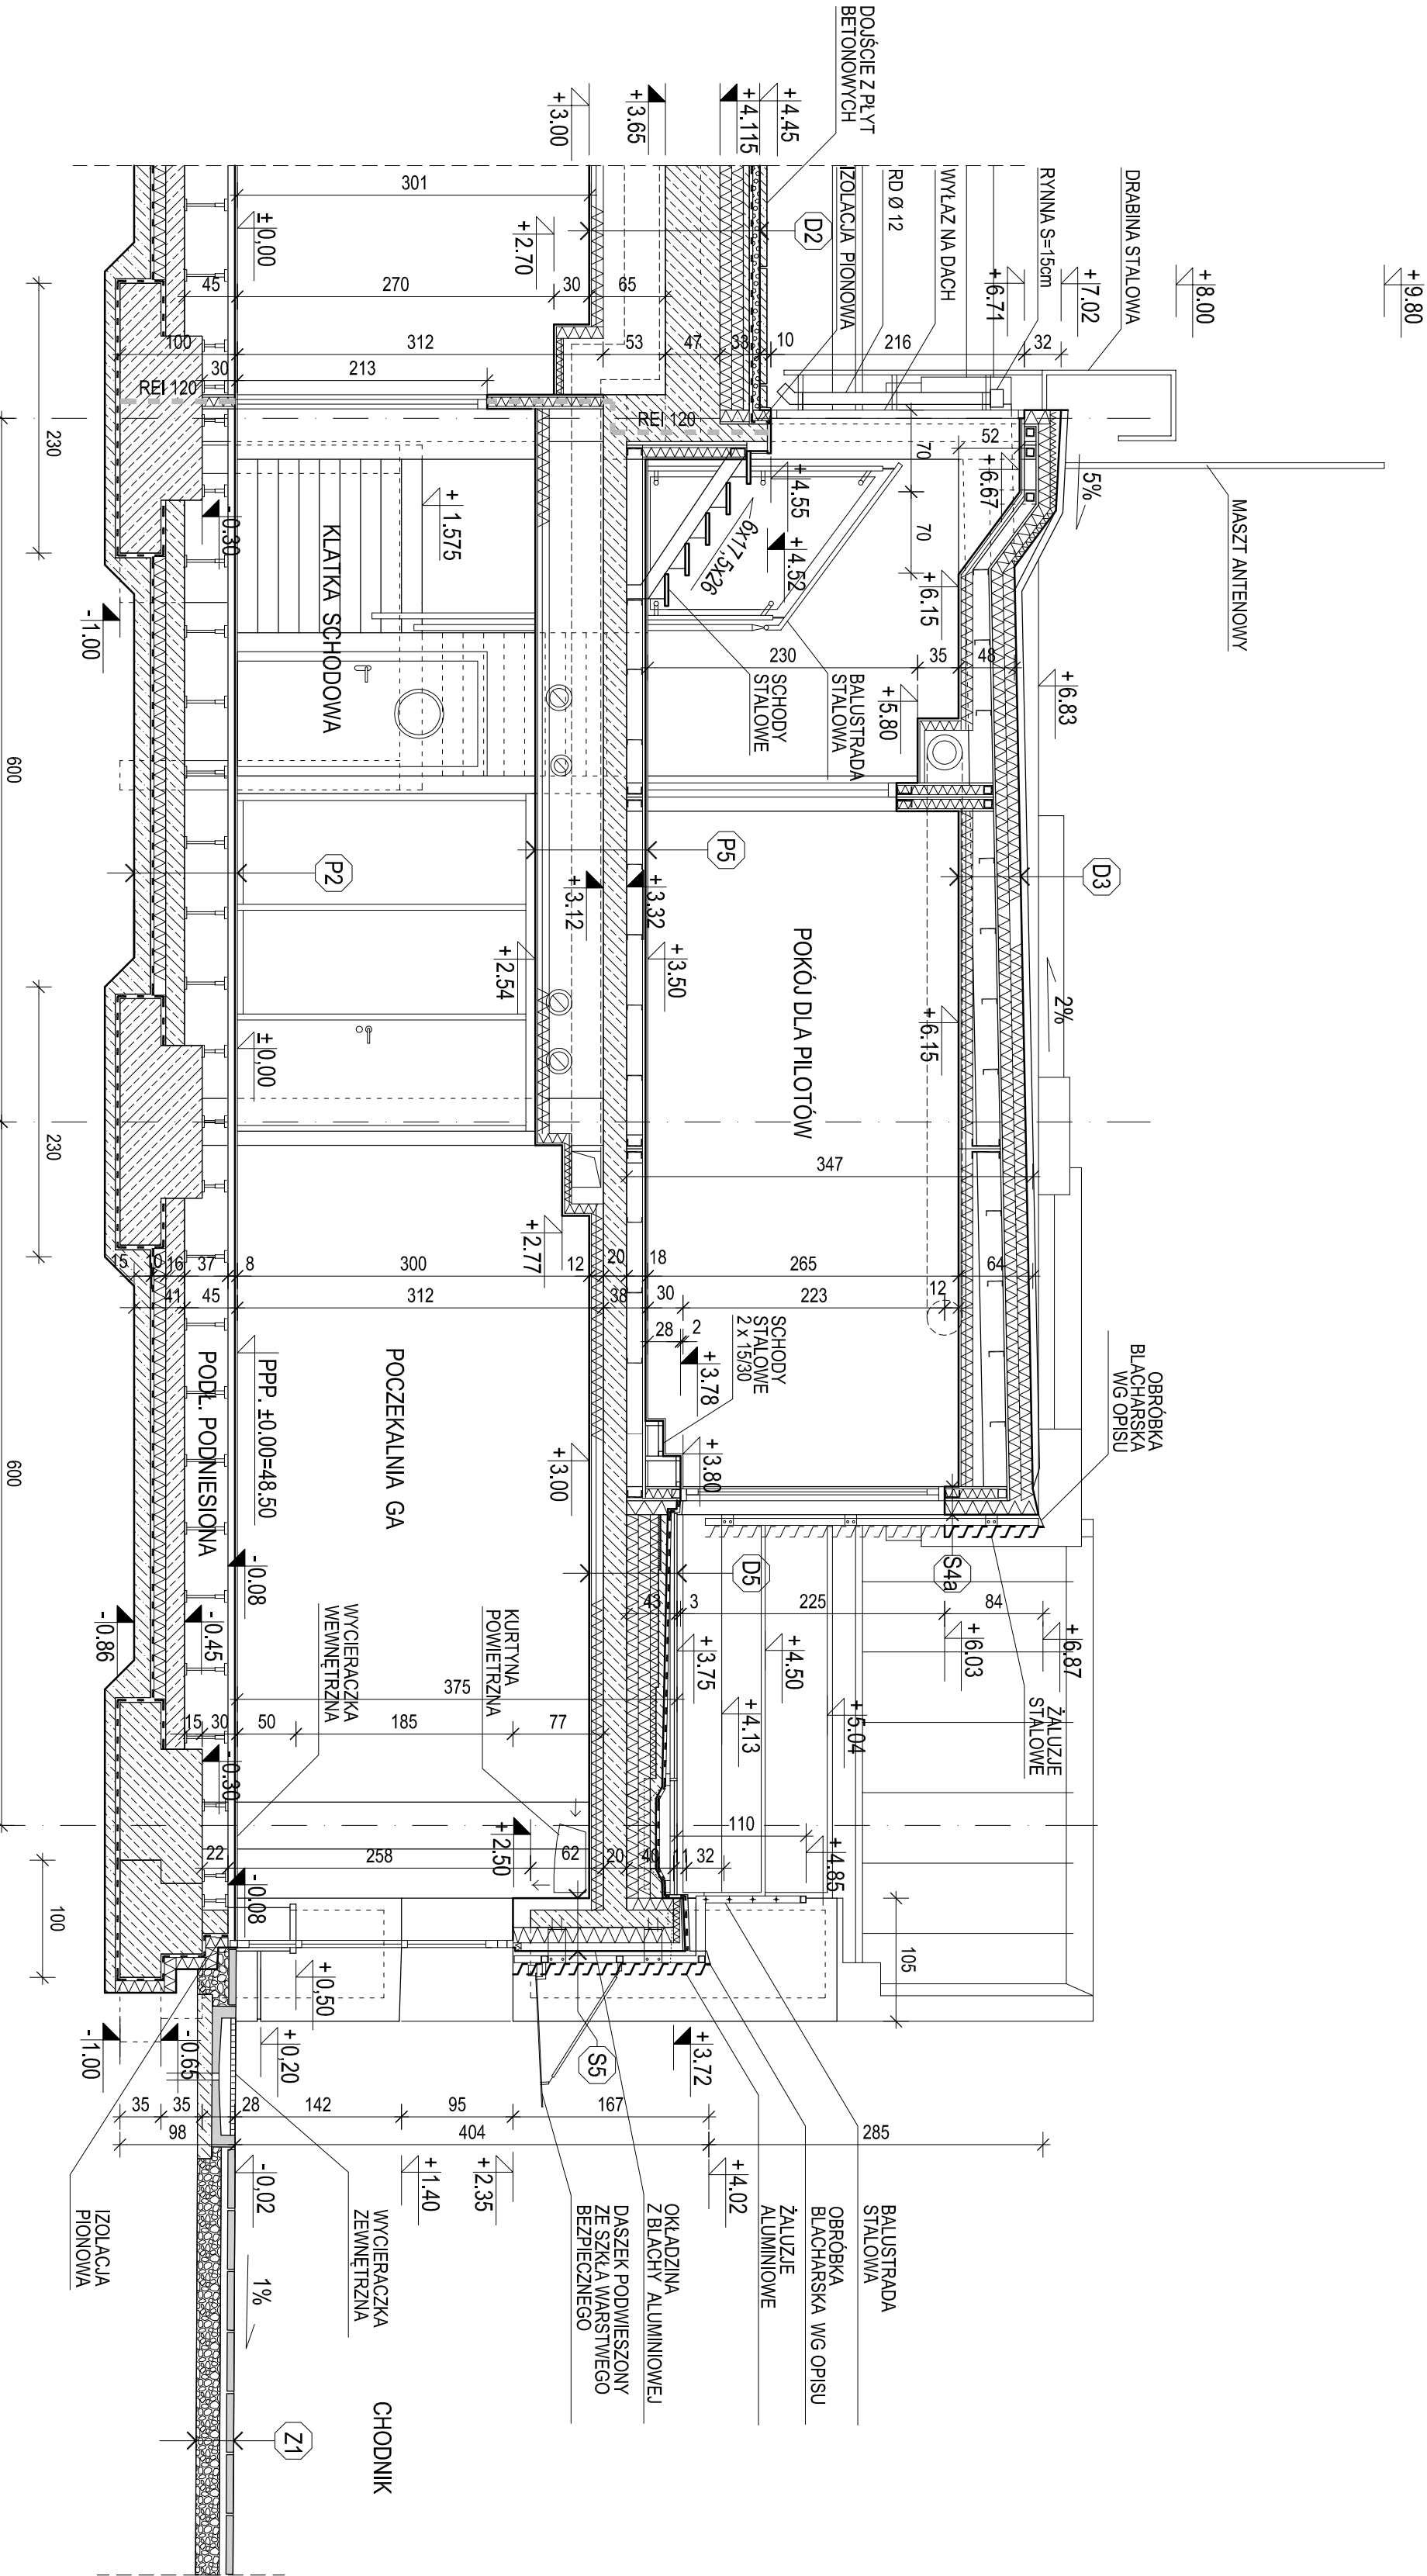 DOJŚCIE Z PŁYT
BETONOWYCH
IZOLACJA PIONOWA
RD Ø 12
WYŁAZ NA DACH
RYNNA S=15cm
DRABINA STALOWA
MASZT ANTENOWY
+9.80
+8.00
+7.02
+6.71
+4.45
+4.115
+3.65
+3.00
D2
301
±0,00
+2.70
45
270
30
65
100
312
53
47
33
10
216
32
30
213
REI 120
REI 120
230
600
230
600
100
-0.30
-1.00
+1.575
KLATKA SCHODOWA
70
70
52
+6.67
5%
+4.55
+4.52
6x17,5x26
+6.15
230
35
48
SCHODY
STALOWE
BALUSTRADA
STALOWA
+5.80
+6.83
P2
P5
D3
+3.12
+3.32
+2.54
+3.50
POKÓJ DLA PILOTÓW
+6.15
2%
±0,00
347
+2.77
15
10
16
37
8
300
12
20
18
265
64
41
45
312
38
30
223
12
28
2
SCHODY
STALOWE
2 x 15/30
+3.78
+3.80
OBRÓBKA
BLACHARSKA
WG OPISU
PODŁ. PODNIESIONA
PPP. ±0.00=48.50
POCZEKALNIA GA
+3.00
D5
S4a
-0.08
-0.45
-0.86
43
3
225
84
+3.75
+4.50
+6.03
+6.87
+4.13
+5.04
ŻALUZJE
STALOWE
WYCIERACZKA
WEWNĘTRZNA
KURTYNA
POWIETRZNA
375
15
30
50
185
77
-0.30
110
+4.85
+2.50
22
258
62
20
40
11
32
-0.08
105
+0,50
+0,20
-0.65
-1.00
S5
+3.72
35
35
28
142
95
167
98
404
285
-0,02
+1.40
+2.35
+4.02
IZOLACJA
PIONOWA
1%
WYCIERACZKA
ZEWNĘTRZNA
DASZEK PODWIESZONY
ZE SZKŁA WARSTWEGO
BEZPIECZNEGO
OKŁADZINA
Z BLACHY ALUMINIOWEJ
ŻALUZJE
ALUMINIOWE
OBRÓBKA
BLACHARSKA WG OPISU
BALUSTRADA
STALOWA
CHODNIK
Z1